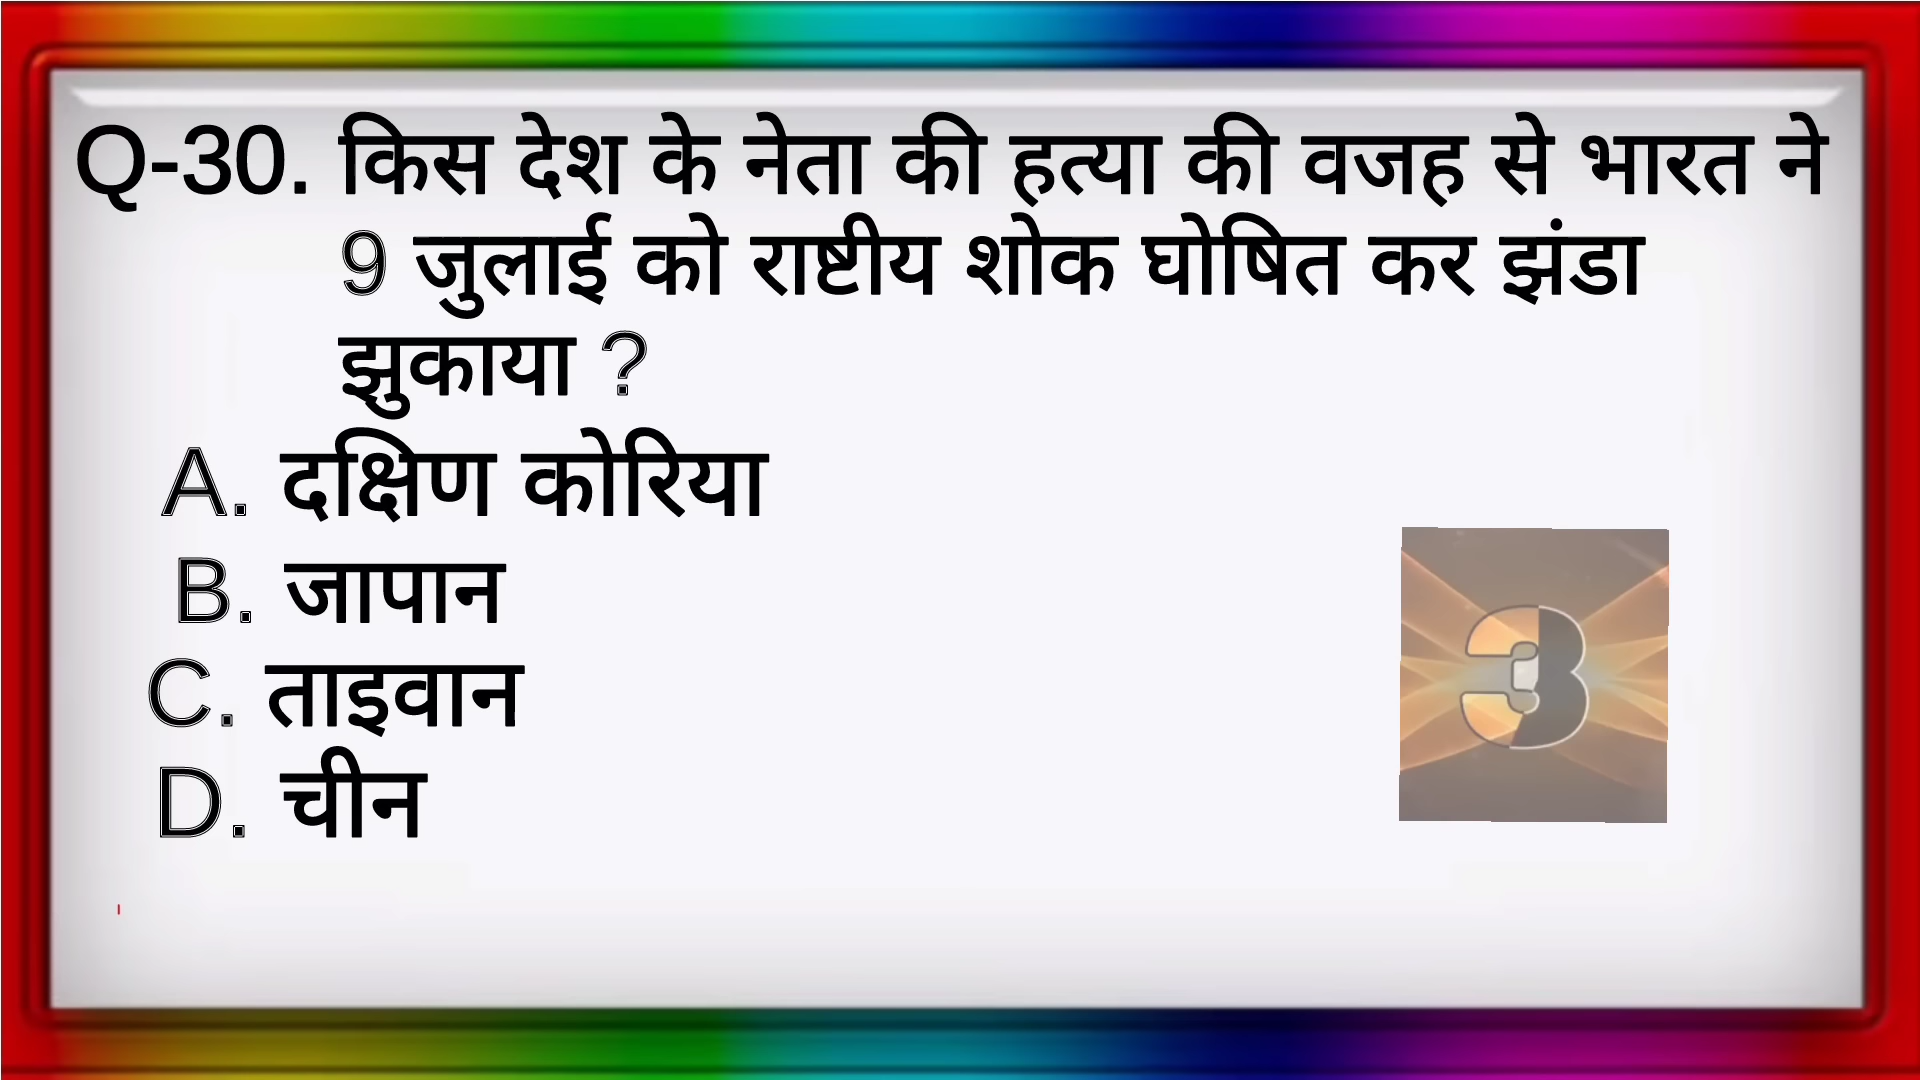 Q-30. किस देश के नेता की हत्या की वजह से भारत ने
9 जुलाई को राष्टीय शोक घोषित कर झंडा
झुकाया ?
A. दक्षिण कोरिया
B. जापान
C. ताइवान
D. चीन
3